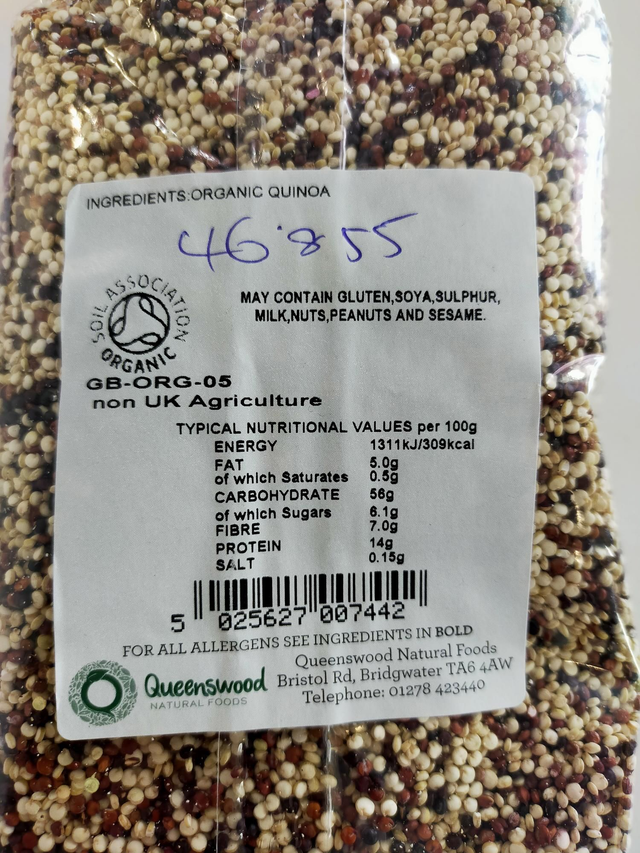 INGREDIENTS:ORGANIC QUINOA
46855
SOIL ASSOCIATION
ORGANIC
MAY CONTAIN GLUTEN,SOYA,SULPHUR,
MILK,NUTS,PEANUTS AND SESAME.
GB-ORG-05
non UK Agriculture
TYPICAL NUTRITIONAL VALUES per 100g
ENERGY 1311kJ/309kcal
FAT 5.0g
of which Saturates 0.5g
CARBOHYDRATE 56g
of which Sugars 6.1g
FIBRE 7.0g
PROTEIN 14g
SALT 0.15g
5 025627 007442
FOR ALL ALLERGENS SEE INGREDIENTS IN BOLD
Queenswood
NATURAL FOODS
Queenswood Natural Foods
Bristol Rd, Bridgwater TA6 4AW
Telephone: 01278 423440